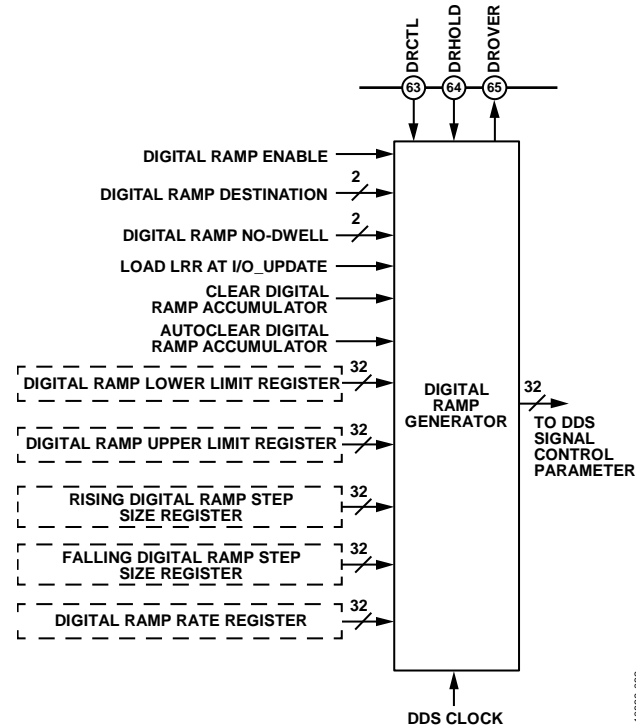 DRCTL
DRHOLD
DROVER
63
64
65
DIGITAL RAMP ENABLE
DIGITAL RAMP DESTINATION
2
DIGITAL RAMP NO-DWELL
2
LOAD LRR AT I/O_UPDATE
CLEAR DIGITAL
RAMP ACCUMULATOR
AUTOCLEAR DIGITAL
RAMP ACCUMULATOR
DIGITAL RAMP LOWER LIMIT REGISTER
32
DIGITAL RAMP UPPER LIMIT REGISTER
32
RISING DIGITAL RAMP STEP
SIZE REGISTER
32
FALLING DIGITAL RAMP STEP
SIZE REGISTER
32
DIGITAL RAMP RATE REGISTER
32
DIGITAL
RAMP
GENERATOR
32
TO DDS
SIGNAL
CONTROL
PARAMETER
DDS CLOCK